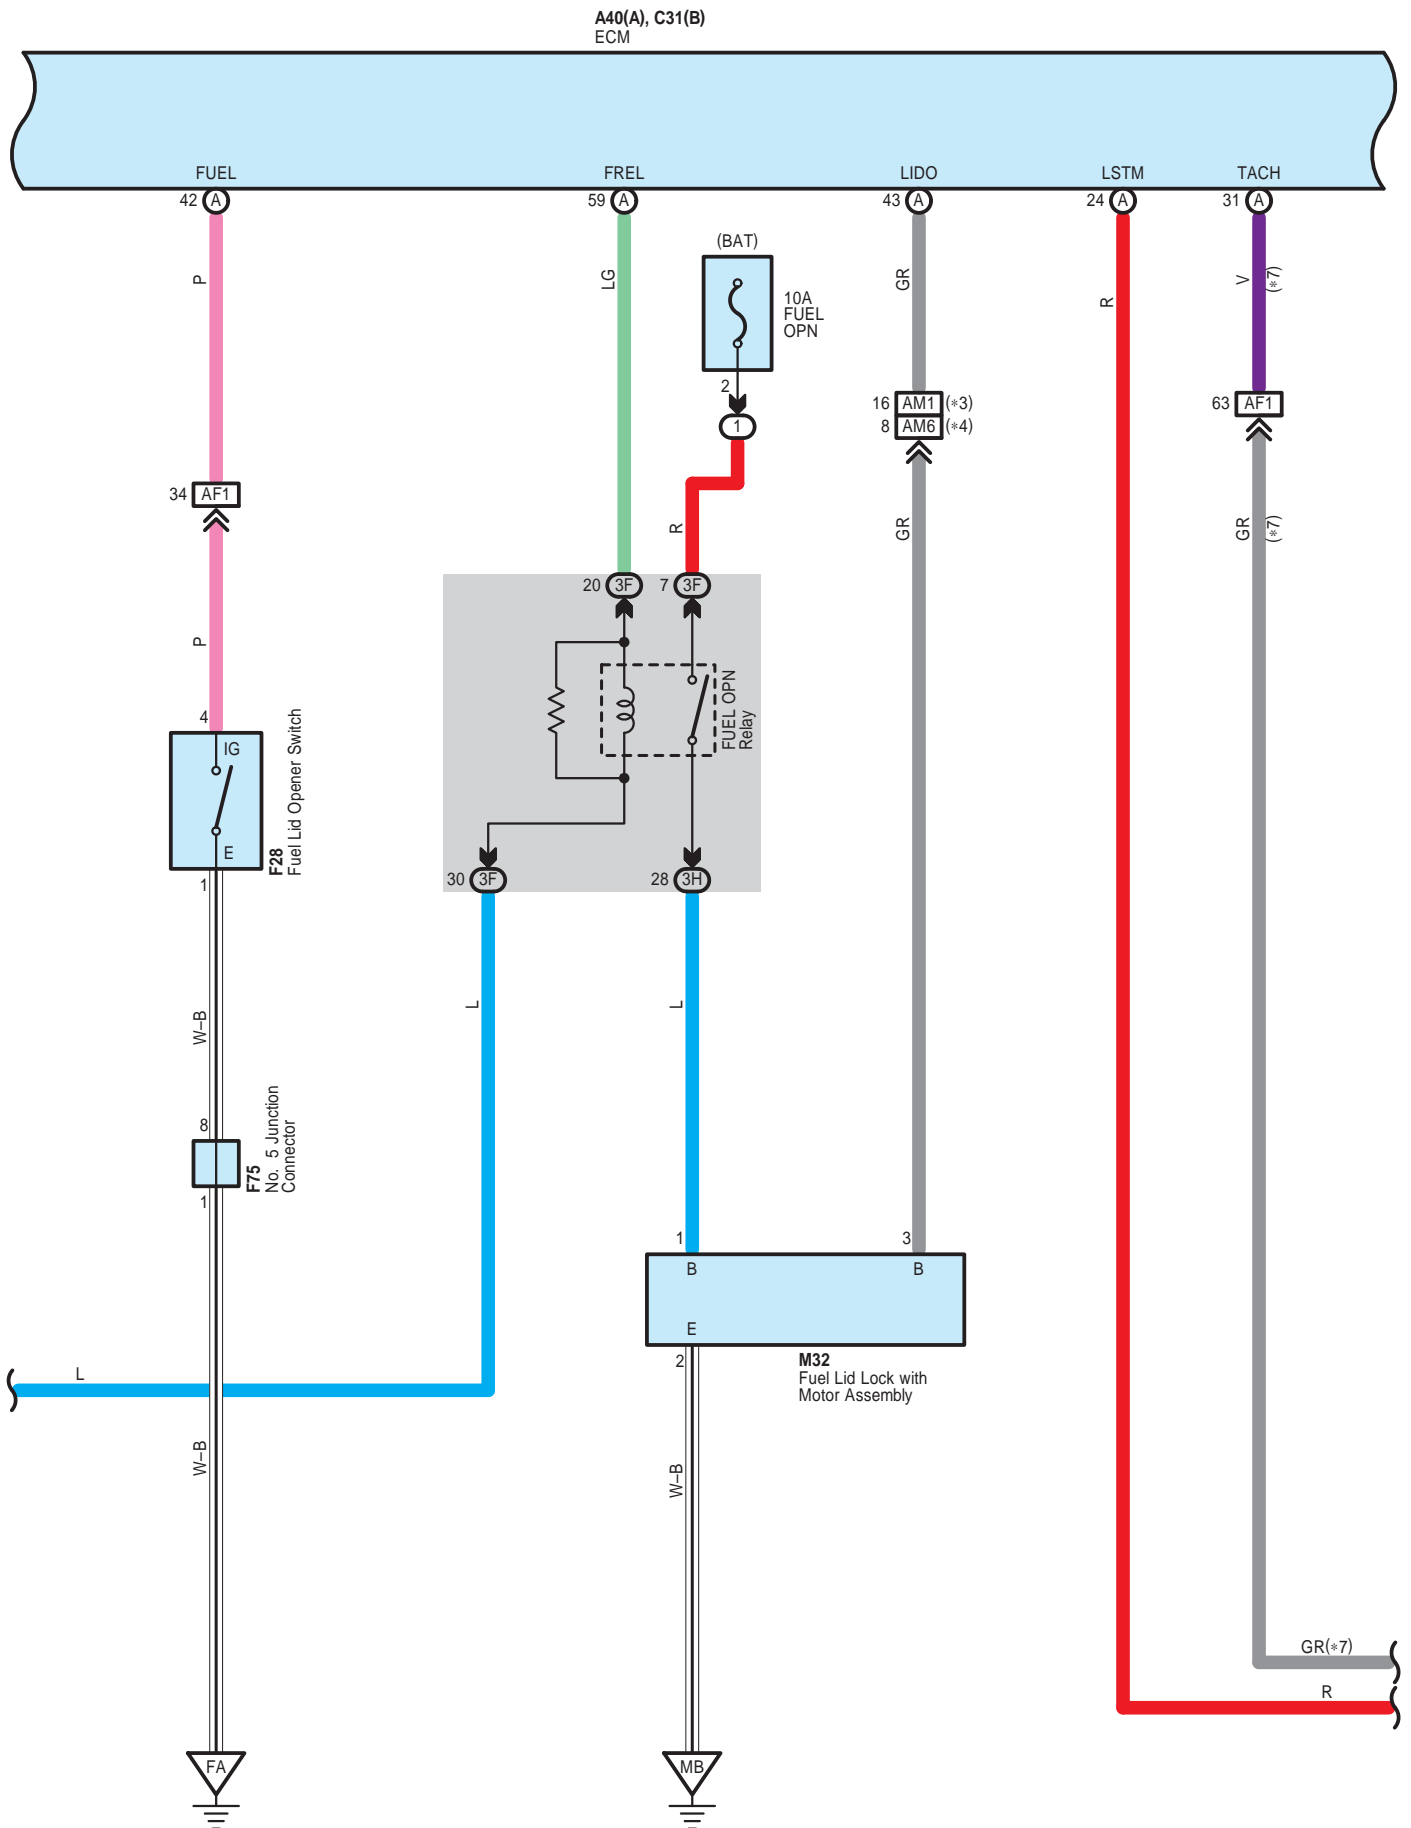 A40(A), C31(B)
ECM
FUEL
FREL
LIDO
LSTM
TACH
42 A
59 A
43 A
24 A
31 A
(BAT)
P
LG
GR
R
V
(*7)
10A
FUEL
OPN
2
1
16 AM1 (*3)
8 AM6 (*4)
63 AF1
34 AF1
R
GR
GR
(*7)
20 3F
7 3F
P
FUEL OPN
Relay
4
IG
E
F28
Fuel Lid Opener Switch
1
30 3F
28 3H
L
L
W–B
8
F75
No. 5 Junction
Connector
1
1
3
B
B
E
2
M32
Fuel Lid Lock with
Motor Assembly
L
W–B
W–B
GR(*7)
R
FA
MB